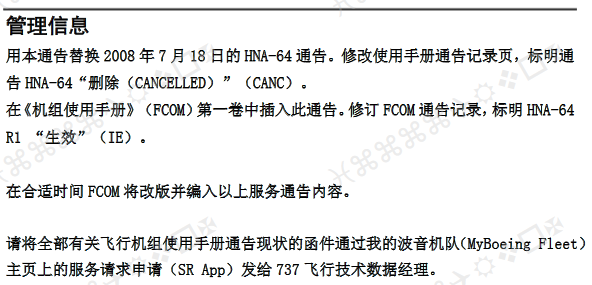 管理信息
用本通告替换 2008 年 7 月 18 日的 HNA-64 通告。修改使用手册通告记录页，标明通
告 HNA-64“删除（CANCELLED）”（CANC）。
在《机组使用手册》（FCOM）第一卷中插入此通告。修订 FCOM 通告记录，标明 HNA-64
R1 “生效”（IE）。
在合适时间 FCOM 将改版并编入以上服务通告内容。
请将全部有关飞行机组使用手册通告现状的函件通过我的波音机队(MyBoeing Fleet)
主页上的服务请求申请（SR App）发给 737 飞行技术数据经理。